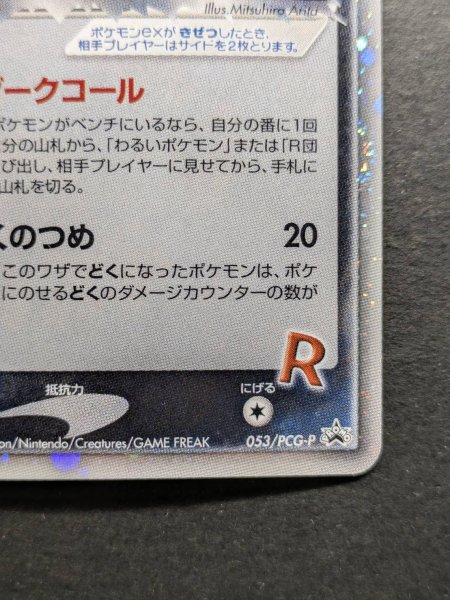 Illus.Mitsuhiro Arita
ポケモンexが きぜつしたとき、
相手プレイヤーはサイドを2枚とります。
ダークコール
ポケモンがベンチにいるなら、自分の番に1回
分の山札から、「わるいポケモン」または「R団
び出し、相手プレイヤーに見せてから、手札に
山札を切る。
くのつめ 20
このワザでどくになったポケモンは、ポケ
にのせるどくのダメージカウンターの数が
R
抵抗力 にげる
on/Nintendo/Creatures/GAME FREAK 053/PCG-P